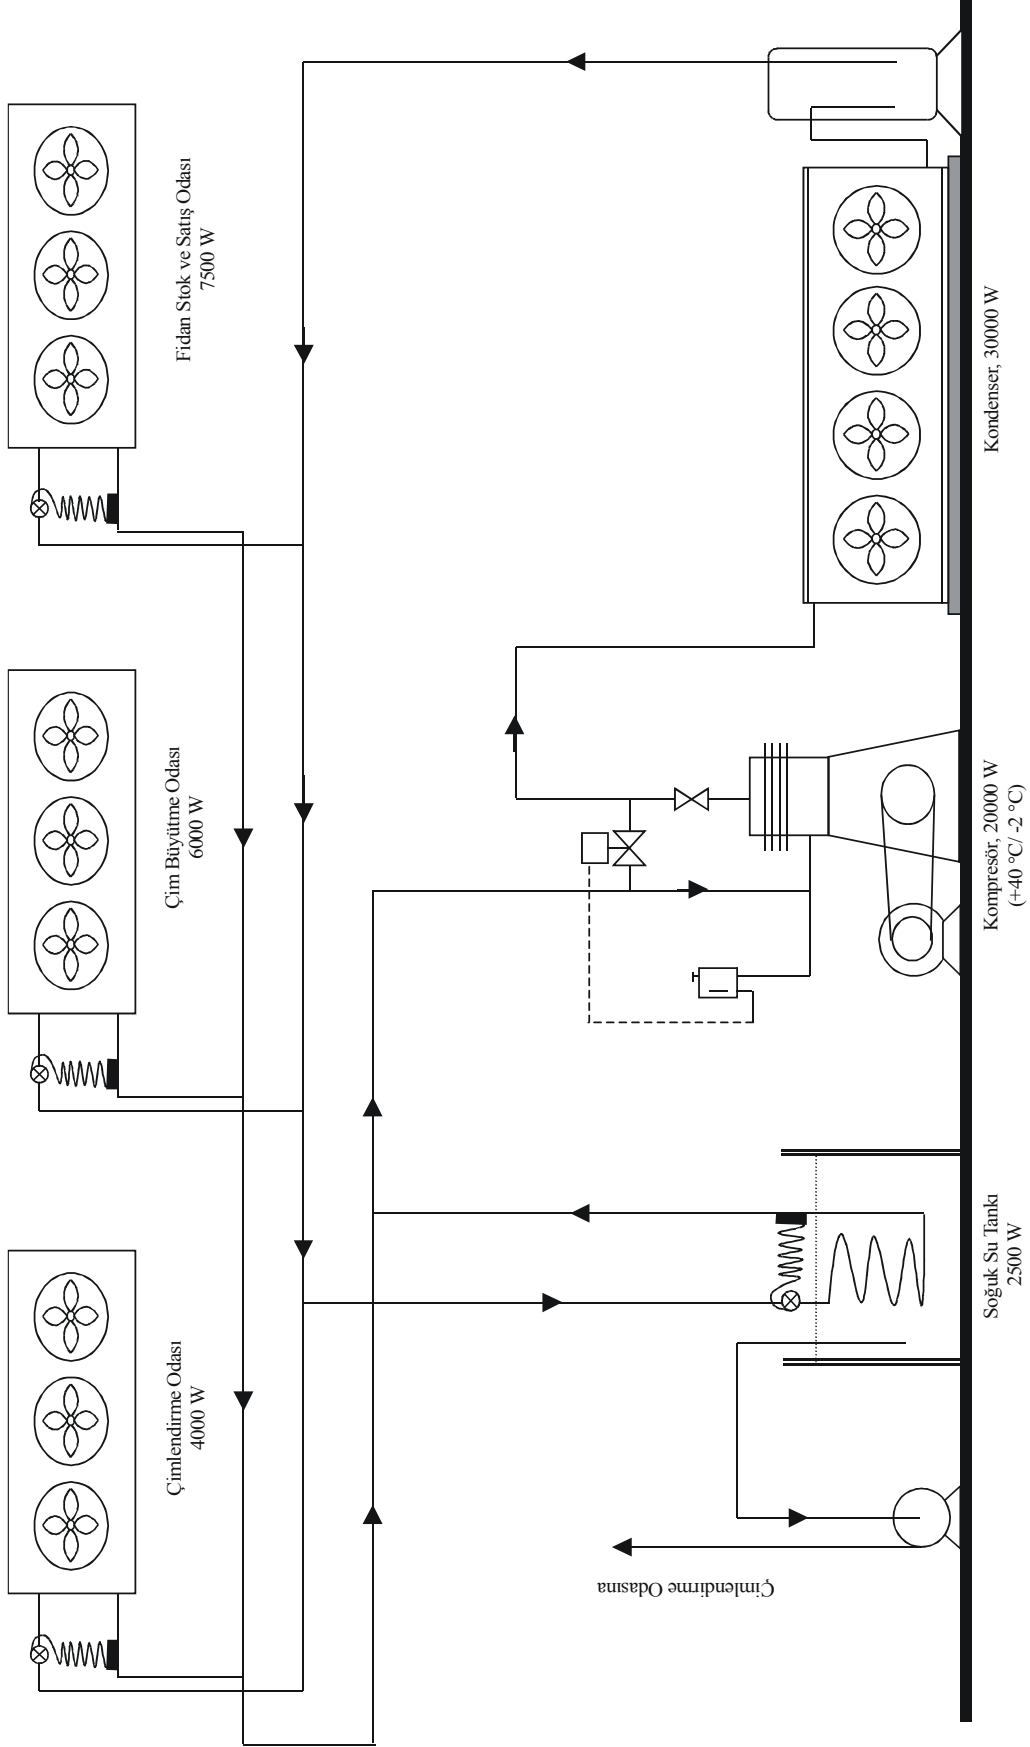 Fidan Stok ve Satış Odası
7500 W
Çim Büyütme Odası
6000 W
Çimlendirme Odası
4000 W
Kondenser, 30000 W
Kompresör, 20000 W
(+40 °C/ -2 °C)
Soğuk Su Tankı
2500 W
Çimlendirme Odasına